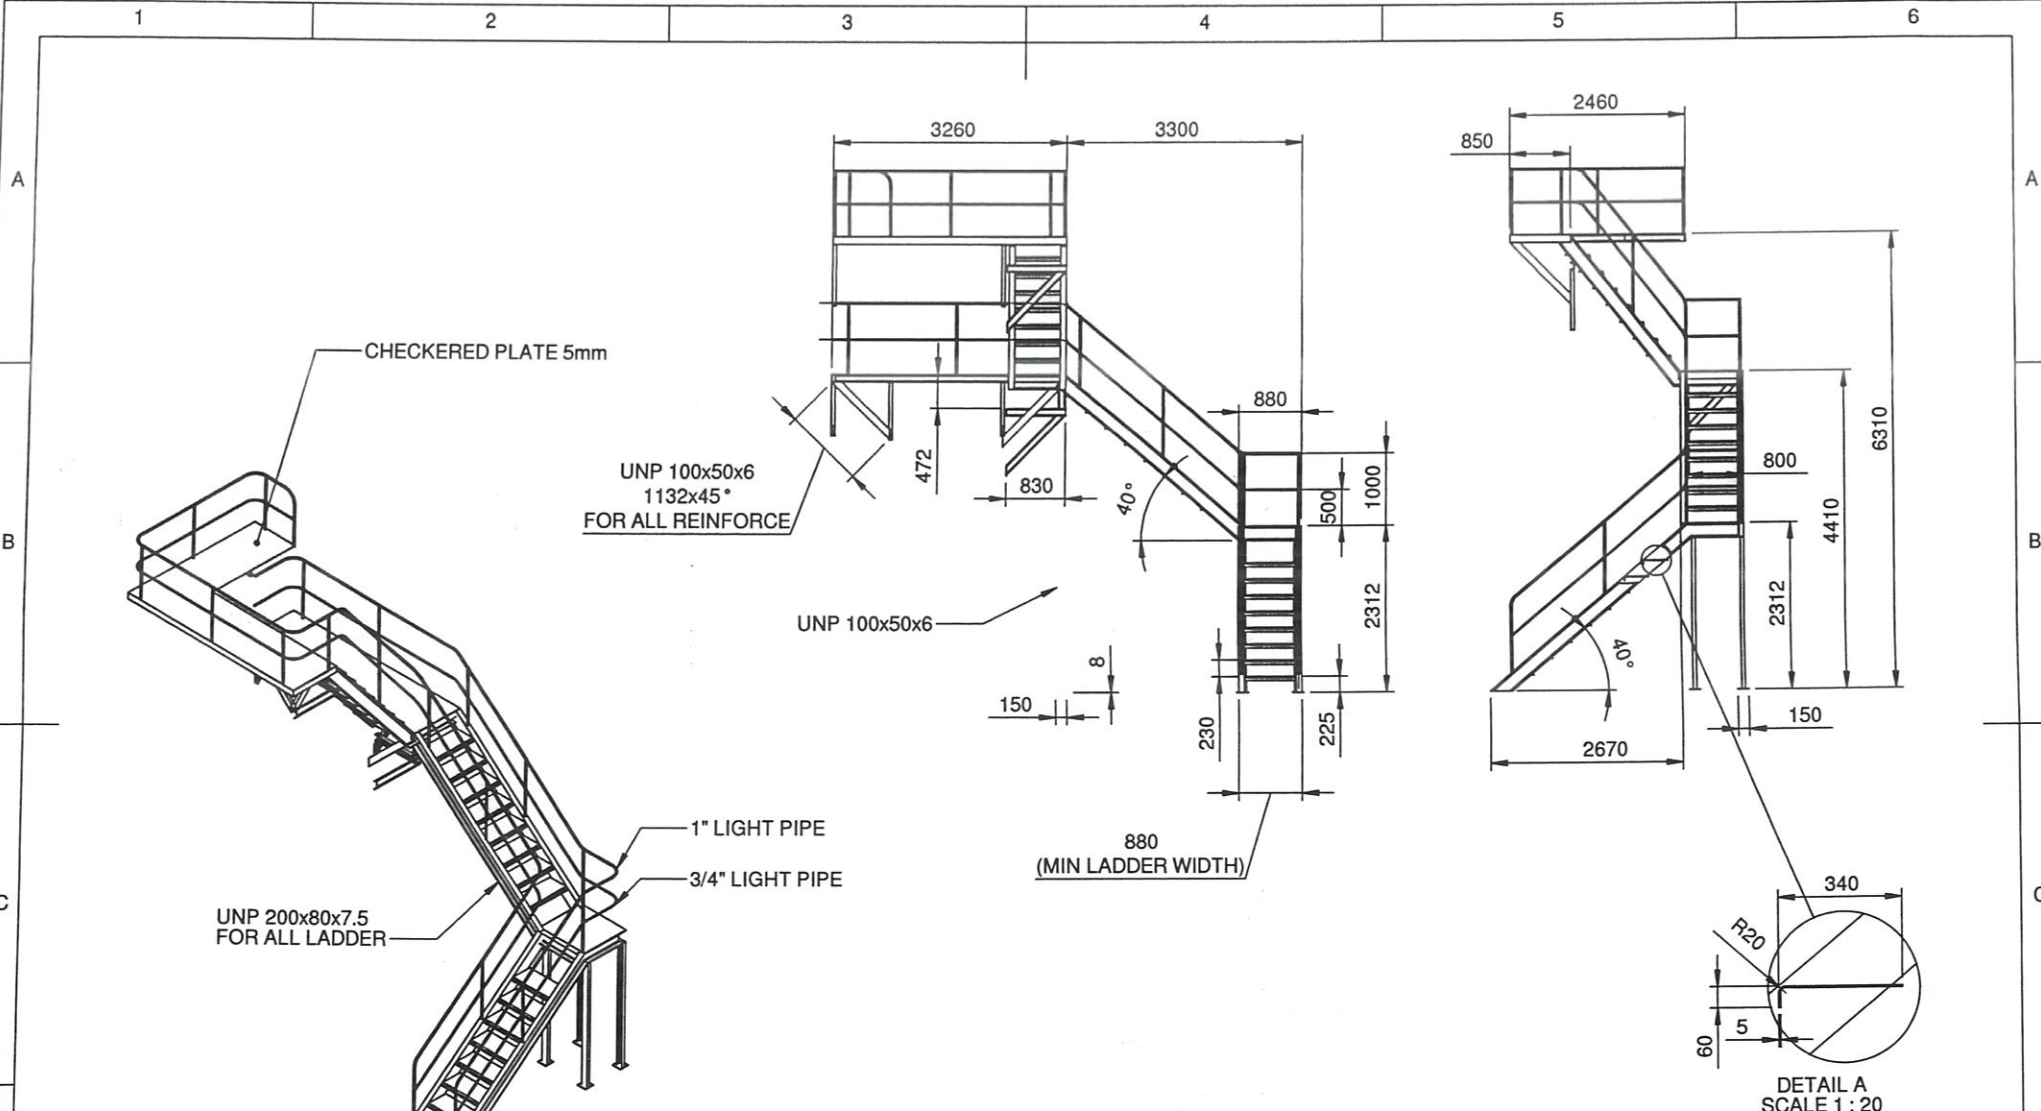 1
2
3
4
5
6
A
A
B
B
C
C
3260
3300
2460
850
CHECKERED PLATE 5mm
UNP 100x50x6
1132x45°
FOR ALL REINFORCE
472
830
40°
880
500
1000
2312
UNP 100x50x6
8
150
230
225
880
(MIN LADDER WIDTH)
6310
4410
800
2312
40°
150
2670
1" LIGHT PIPE
3/4" LIGHT PIPE
UNP 200x80x7.5
FOR ALL LADDER
340
R20
60
5
DETAIL A
SCALE 1 : 20